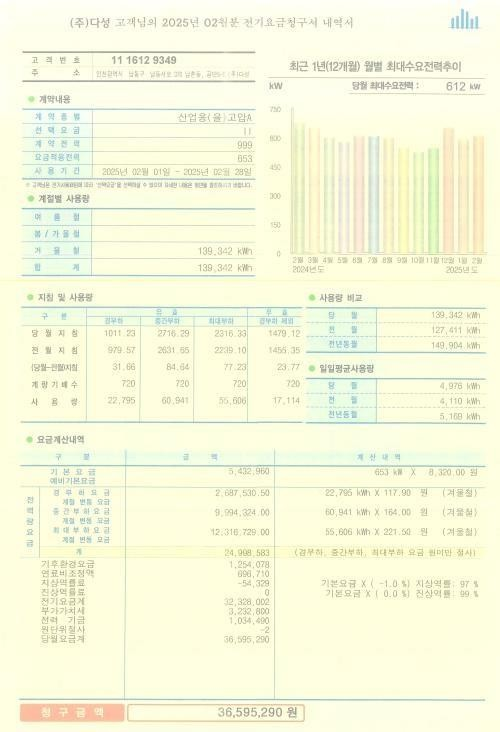 (주)다성 고객님의 2025년 02월분 전기요금청구서 내역서
고 객 번 호 11 1612 9349
주 소
최근 1년(12개월) 월별 최대수요전력추이
kW 당월 최대수요전력 : 612 kW
계약내용
계 약 종 별 산업용(을)고압A
선 택 요 금 II
계 약 전 력 999
요금적용전력 653
사 용 기 간 2025년 02월 01일 ~ 2025년 02월 28일
750
600
450
300
150
0
2월 3월 4월 5월 6월 7월 8월 9월 10월 11월 12월 1월 2월
2024년도 2025년도
계절별 사용량
여 름 철
봄 / 가 을 철
겨 울 철 139,342 kWh
합 계 139,342 kWh
지침 및 사용량
구 분 유 효 무 효
경부하 중간부하 최대부하 경부하 제외
당 월 지 침 1011.23 2716.29 2316.33 1479.12
전 월 지 침 979.57 2631.65 2239.10 1455.35
(당월-전월)지침 31.66 84.64 77.23 23.77
계 량 기 배 수 720 720 720 720
사 용 량 22,795 60,941 55,606 17,114
사용량 비교
당 월 139,342 kWh
전 월 127,411 kWh
전년동월 149,904 kWh
일일평균사용량
당 월 4,976 kWh
전 월 4,110 kWh
전년동월 5,169 kWh
요금계산내역
구 분 금 액 계 산 내 역
기 본 요 금 5,432,960 653 kW X 8,320.00 원
예비기본요금
전력량요금
경 부 하 요 금 2,687,530.50 22,795 kWh X 117.90 원 (겨울철)
계절 변동 요금
중 간 부 하 요 금 9,994,324.00 60,941 kWh X 164.00 원 (겨울철)
계절 변동 요금
최 대 부 하 요 금 12,316,729.00 55,606 kWh X 221.50 원 (겨울철)
계절 변동 요금
계 24,998,583 (경부하, 중간부하, 최대부하 요금 원미만 절사)
기후환경요금 1,254,078
연료비조정액 696,710
지상역률료 -54,329 기본요금 X ( -1.0 %) 지상역률: 97 %
진상역률료 0 기본요금 X ( 0.0 %) 진상역률: 99 %
전기요금계 32,328,002
부가가치세 3,232,800
전력 기금 1,034,490
원단위절사 -2
당월요금계 36,595,290
청 구 금 액 36,595,290 원